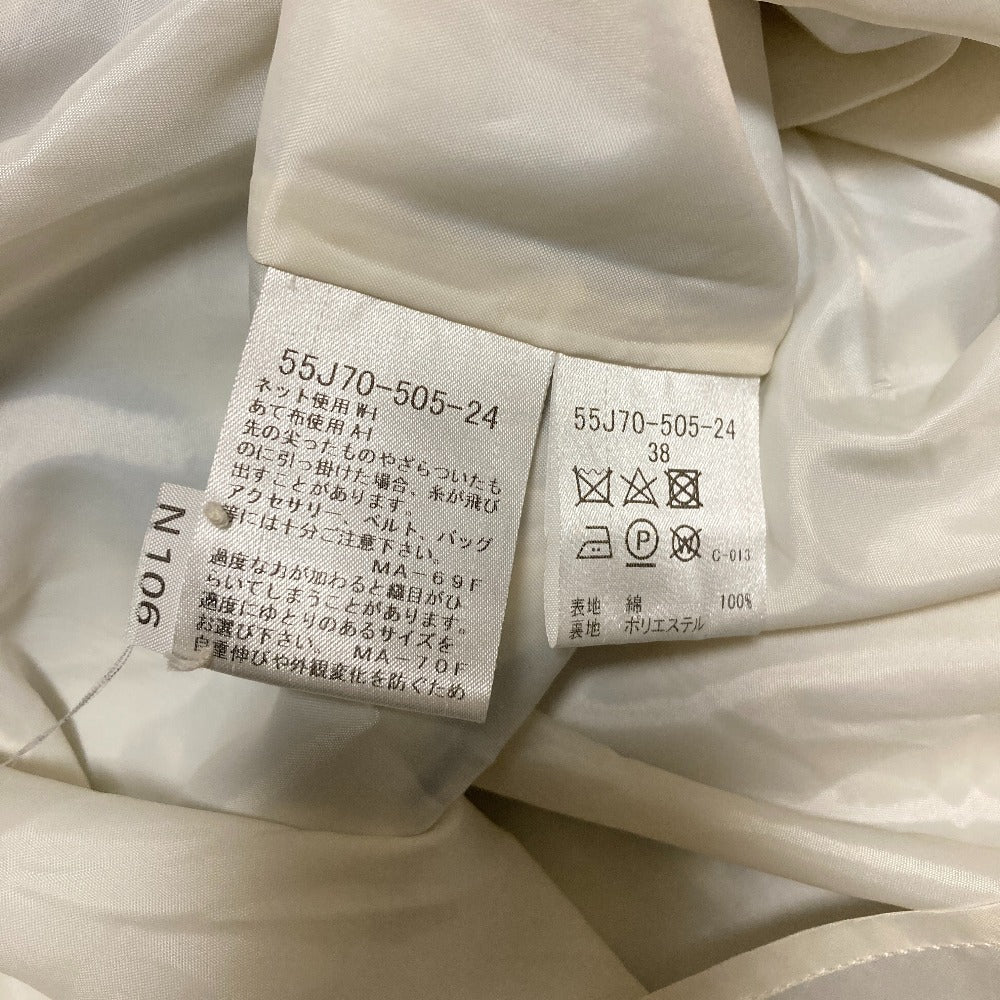 55J70-505-24
ネット使用 W-I
あて布使用 A-I
先の尖ったものやざらついたも
のに引っ掛けた場合、糸が飛び
出すことがあります。
アクセサリー、ベルト、バッグ
等には十分ご注意下さい。
MA-69F
過度な力が加わると縫目がひ
らいてしまうことがあります。
適度にゆとりのあるサイズを
お選び下さい。 MA-70F
自重伸びや外観変化を防ぐため
55J70-505-24
38
P
W
C-013
表地 綿 100%
裏地 ポリエステル
N106